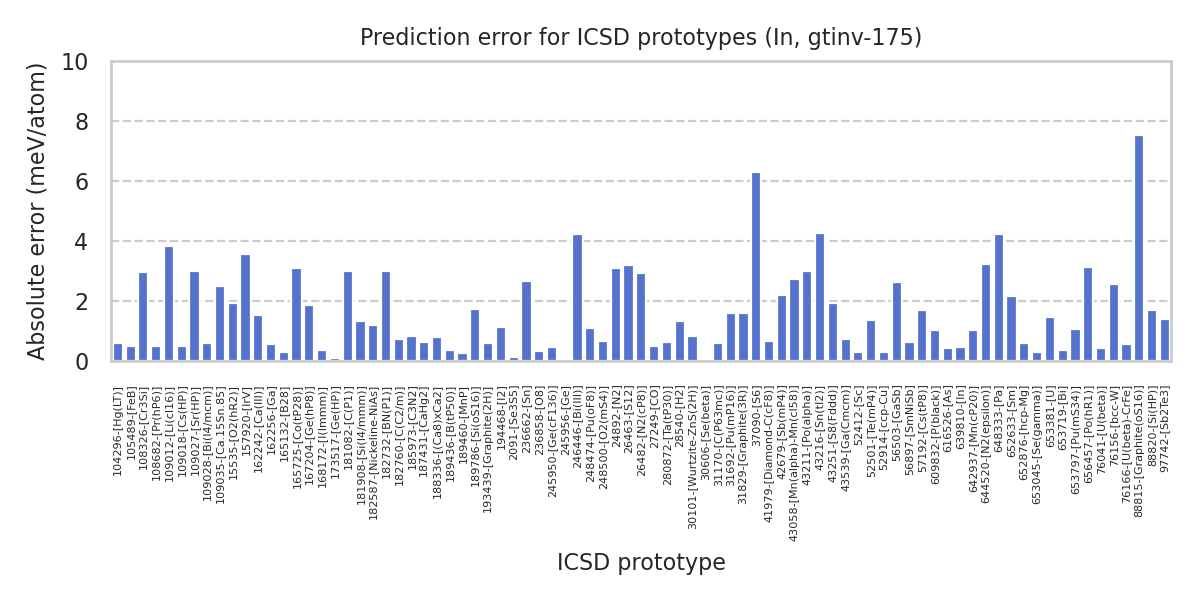 Prediction error for ICSD prototypes (In, gtinv-175)
Absolute error (meV/atom)
10
8
6
4
2
0
104296-[Hg(LT)]
105489-[FeB]
108326-[Cr3Si]
108682-[Pr(hP6)]
109012-[Li(cI16)]
109018-[Cs(HP)]
109027-[Sr(HP)]
109028-[Bi(I4/mcm)]
109035-[Ca.15Sn.85]
15535-[O2(hR2)]
157920-[IrV]
162242-[Ca(III)]
162256-[Ga]
165132-[B28]
165725-[Co(tP28)]
167204-[Ge(hP8)]
168172-[I(Immm)]
173517-[Ge(HP)]
181082-[C(P1)]
181908-[Si(I4/mmm)]
182587-[Nickeline-NiAs]
182732-[BN(P1)]
182760-[C(C2/m)]
185973-[C3N2]
187431-[CaHg2]
188336-[(Ca8)xCa2]
189436-[B(tP50)]
189460-[MnP]
189786-[Si(oS16)]
193439-[Graphite(2H)]
194468-[I2]
2091-[Se3S5]
236662-[Sn]
236858-[O8]
245950-[Ge(cF136)]
245956-[Ge]
246446-[Bi(III)]
248474-[Pu(oF8)]
248500-[O2(mS4)]
24892-[N2]
26463-[S12]
26482-[N2(cP8)]
27249-[CO]
280872-[Ta(tP30)]
28540-[H2]
30101-[Wurtzite-ZnS(2H)]
30606-[Se(beta)]
31170-[C(P63mc)]
31692-[Pu(mP16)]
31829-[Graphite(3R)]
37090-[S6]
41979-[Diamond-C(cF8)]
42679-[Sb(mP4)]
43058-[Mn(alpha)-Mn(cI58)]
43211-[Po(alpha)]
43216-[Sn(tI2)]
43251-[S8(Fddd)]
43539-[Ga(Cmcm)]
52412-[Sc]
52501-[Te(mP4)]
52914-[ccp-Cu]
56503-[GaSb]
56897-[SmNiSb]
57192-[Cs(tP8)]
609832-[P(black)]
616526-[As]
639810-[In]
642937-[Mn(cP20)]
644520-[N2(epsilon)]
648333-[Pa]
652633-[Sm]
652876-[hcp-Mg]
653045-[Se(gamma)]
653381-[U]
653719-[Bi]
653797-[Pu(mS34)]
656457-[Po(hR1)]
76041-[U(beta)]
76156-[bcc-W]
76166-[U(beta)-CrFe]
88815-[Graphite(oS16)]
88820-[Si(HP)]
97742-[Sb2Te3]
ICSD prototype